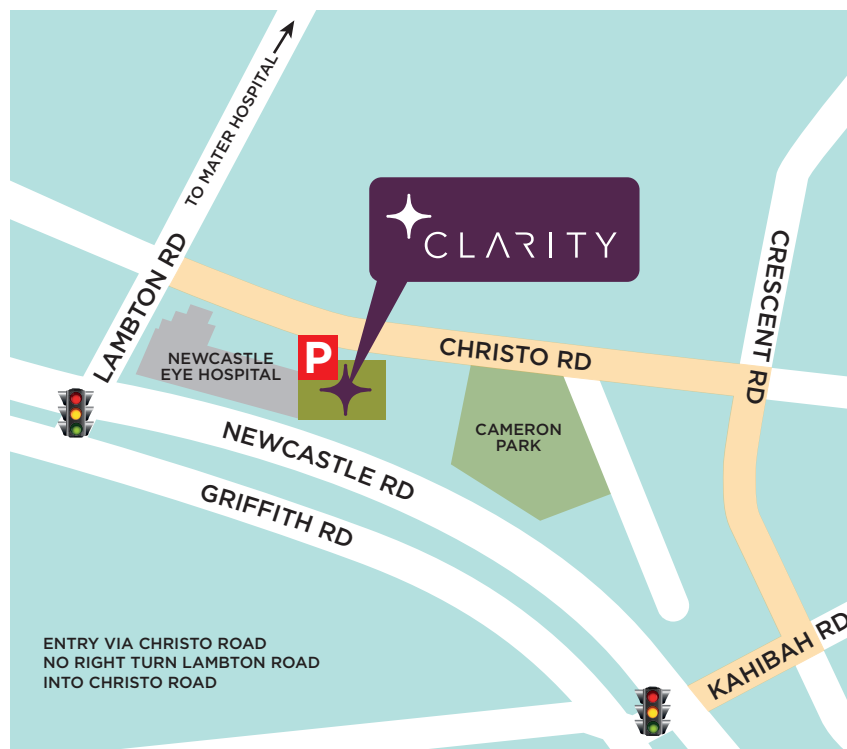 TO MATER HOSPITAL
LAMBTON RD
CLARITY
CRESCENT RD
P
CHRISTO RD
NEWCASTLE
EYE HOSPITAL
CAMERON
PARK
NEWCASTLE RD
GRIFFITH RD
KAHIBAH RD
ENTRY VIA CHRISTO ROAD
NO RIGHT TURN LAMBTON ROAD
INTO CHRISTO ROAD